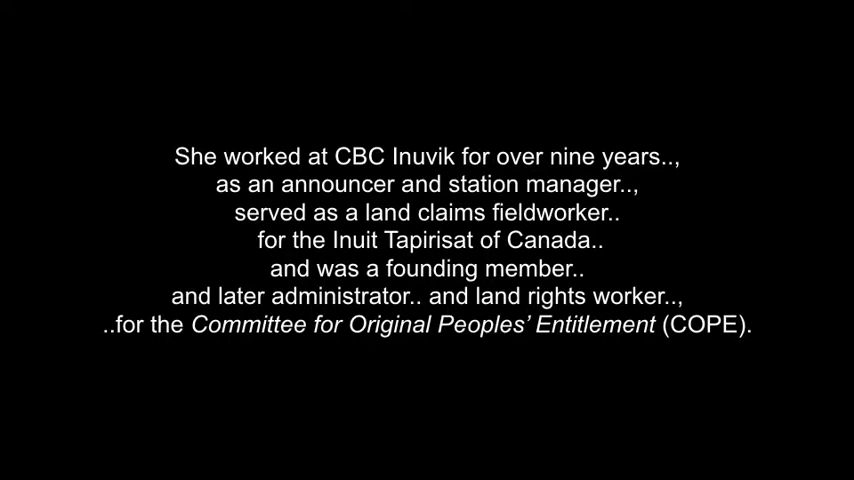 She worked at CBC Inuvik for over nine years..,
as an announcer and station manager..,
served as a land claims fieldworker..
for the Inuit Tapirisat of Canada..
and was a founding member..
and later administrator.. and land rights worker..,
..for the Committee for Original Peoples’ Entitlement (COPE).